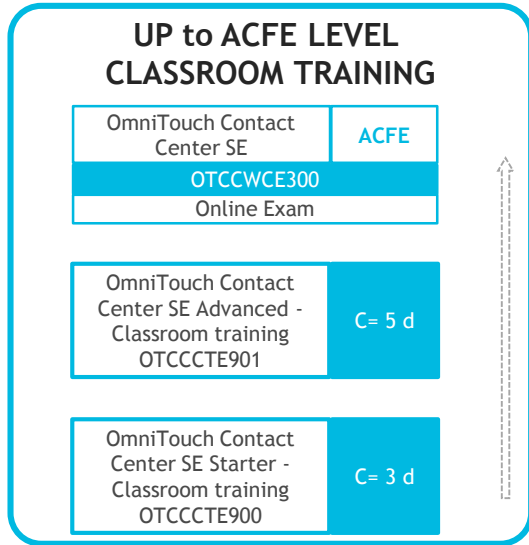 UP to ACFE LEVEL
CLASSROOM TRAINING
OmniTouch Contact
Center SE
ACFE
OTCCWCE300
Online Exam
OmniTouch Contact
Center SE Advanced -
Classroom training
OTCCCTE901
C= 5 d
OmniTouch Contact
Center SE Starter -
Classroom training
OTCCCTE900
C= 3 d